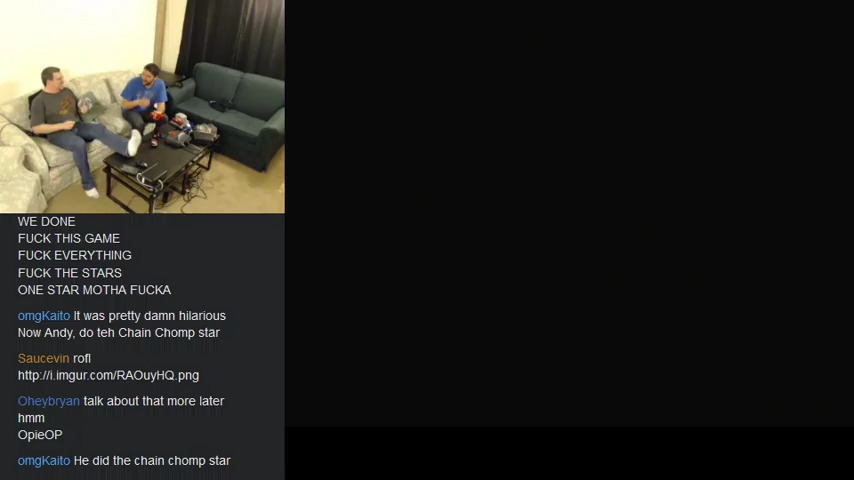 WE DONE
FUCK THIS GAME
FUCK EVERYTHING
FUCK THE STARS
ONE STAR MOTHA FUCKA
omgKaito It was pretty damn hilarious
Now Andy, do teh Chain Chomp star
Saucevin rofl
http://i.imgur.com/RAOuyHQ.png
Oheybryan talk about that more later
hmm
OpieOP
omgKaito He did the chain chomp star